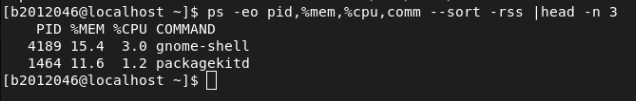 [b2012046@localhost ~]$ ps -eo pid,%mem,%cpu,comm --sort -rss |head -n 3
    PID %MEM %CPU COMMAND
   4189 15.4  3.0 gnome-shell
   1464 11.6  1.2 packagekitd
[b2012046@localhost ~]$